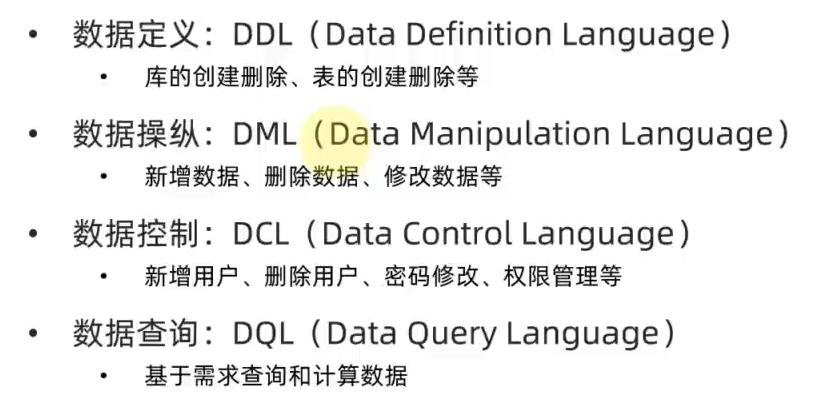 • 数据定义：DDL（Data Definition Language）
• 库的创建删除、表的创建删除等
• 数据操纵：DML（Data Manipulation Language）
• 新增数据、删除数据、修改数据等
• 数据控制：DCL（Data Control Language）
• 新增用户、删除用户、密码修改、权限管理等
• 数据查询：DQL（Data Query Language）
• 基于需求查询和计算数据